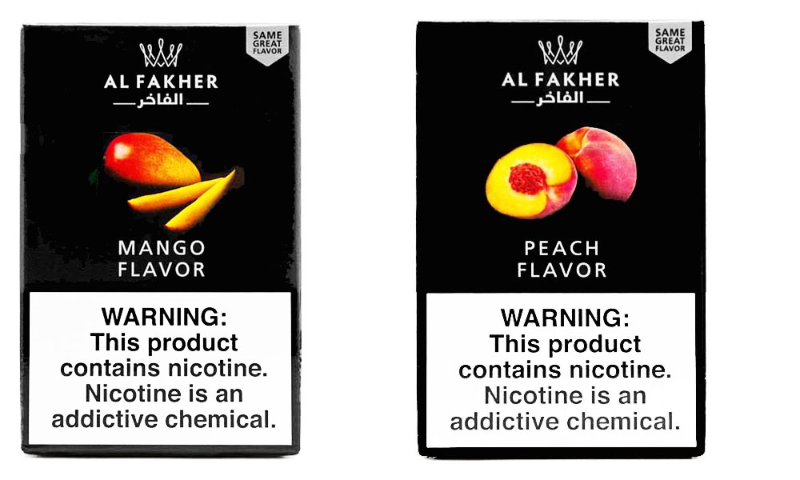 SAME
GREAT
FLAVOR
AL FAKHER
الفاخر
MANGO
FLAVOR
WARNING:
This product
contains nicotine.
Nicotine is an
addictive chemical.
SAME
GREAT
FLAVOR
AL FAKHER
الفاخر
PEACH
FLAVOR
WARNING:
This product
contains nicotine.
Nicotine is an
addictive chemical.